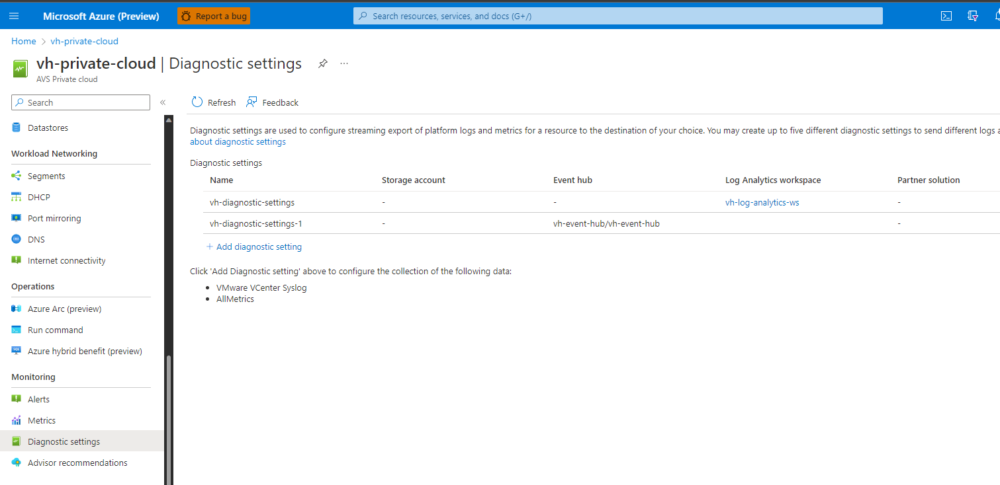 Microsoft Azure (Preview)
Report a bug
Search resources, services, and docs (G+/)
Home > vh-private-cloud
vh-private-cloud | Diagnostic settings
AVS Private cloud
Search
Datastores
Workload Networking
Segments
DHCP
Port mirroring
DNS
Internet connectivity
Operations
Azure Arc (preview)
Run command
Azure hybrid benefit (preview)
Monitoring
Alerts
Metrics
Diagnostic settings
Advisor recommendations
Refresh Feedback
Diagnostic settings are used to configure streaming export of platform logs and metrics for a resource to the destination of your choice. You may create up to five different diagnostic settings to send different logs a
about diagnostic settings
Diagnostic settings
Name Storage account Event hub Log Analytics workspace Partner solution
vh-diagnostic-settings - - vh-log-analytics-ws -
vh-diagnostic-settings-1 - vh-event-hub/vh-event-hub -
+ Add diagnostic setting
Click 'Add Diagnostic setting' above to configure the collection of the following data:
• VMware VCenter Syslog
• AllMetrics